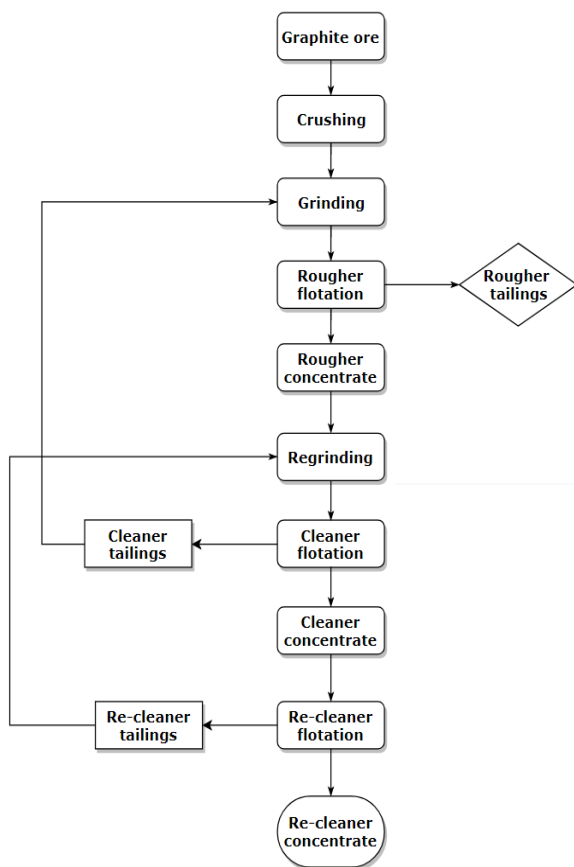 Graphite ore
Crushing
Grinding
Rougher
flotation
Rougher
tailings
Rougher
concentrate
Regrinding
Cleaner
tailings
Cleaner
flotation
Cleaner
concentrate
Re-cleaner
tailings
Re-cleaner
flotation
Re-cleaner
concentrate